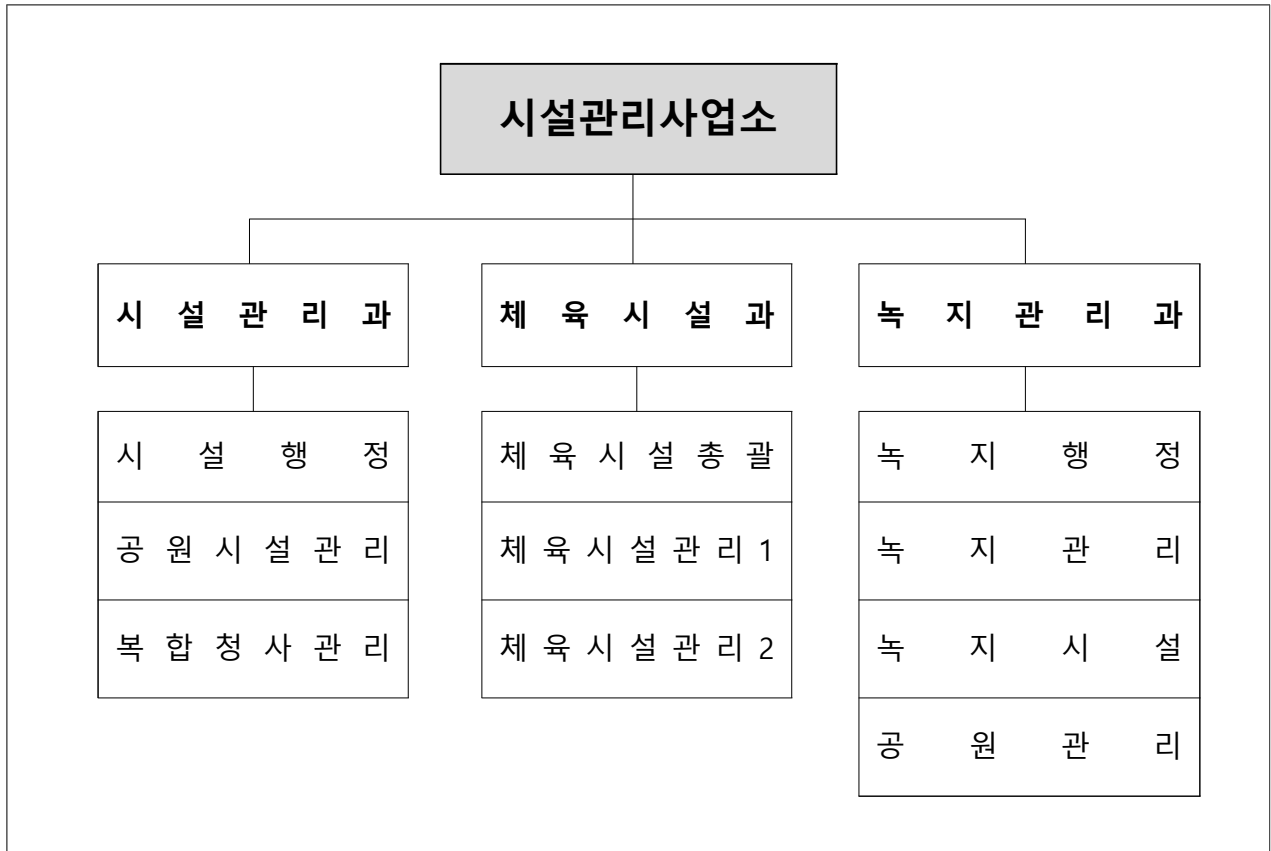 시설관리사업소
시설관리과 체육시설과 녹지관리과
시설행정 체육시설총괄 녹지행정
공원시설관리 체육시설관리1 녹지관리
복합청사관리 체육시설관리2 녹지시설
공원관리